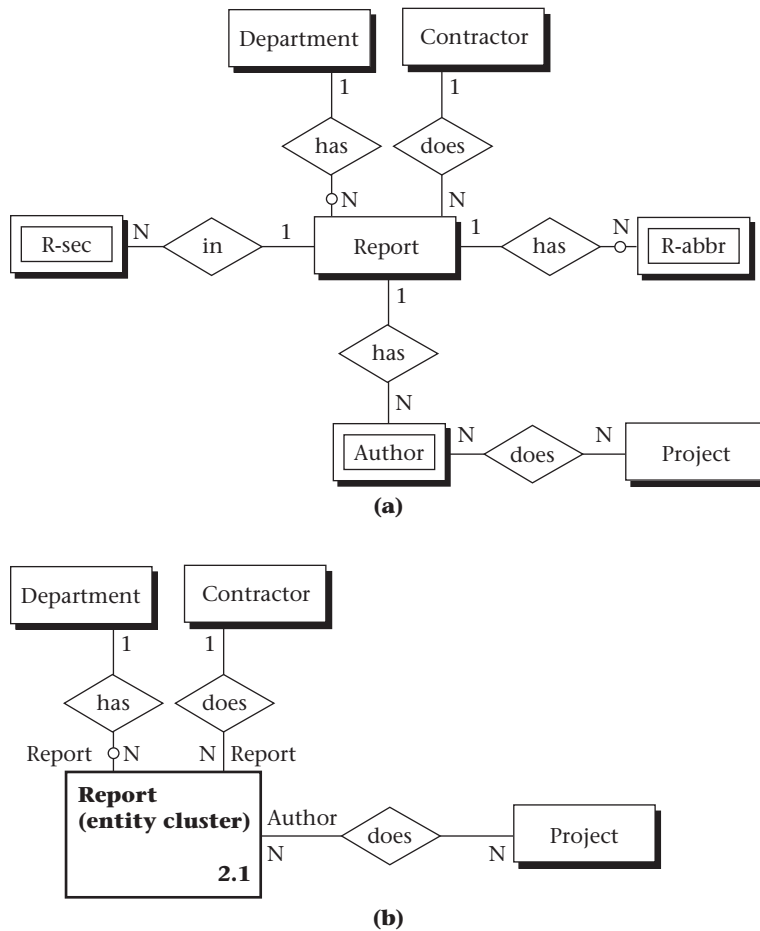 Department Contractor
1 1
has does
N N
R-sec N in 1 Report 1 has N R-abbr
1
has
N
Author N does N Project
(a)
Department Contractor
1 1
has does
Report N N Report
Report
(entity cluster) Author does Project
N N
2.1
(b)